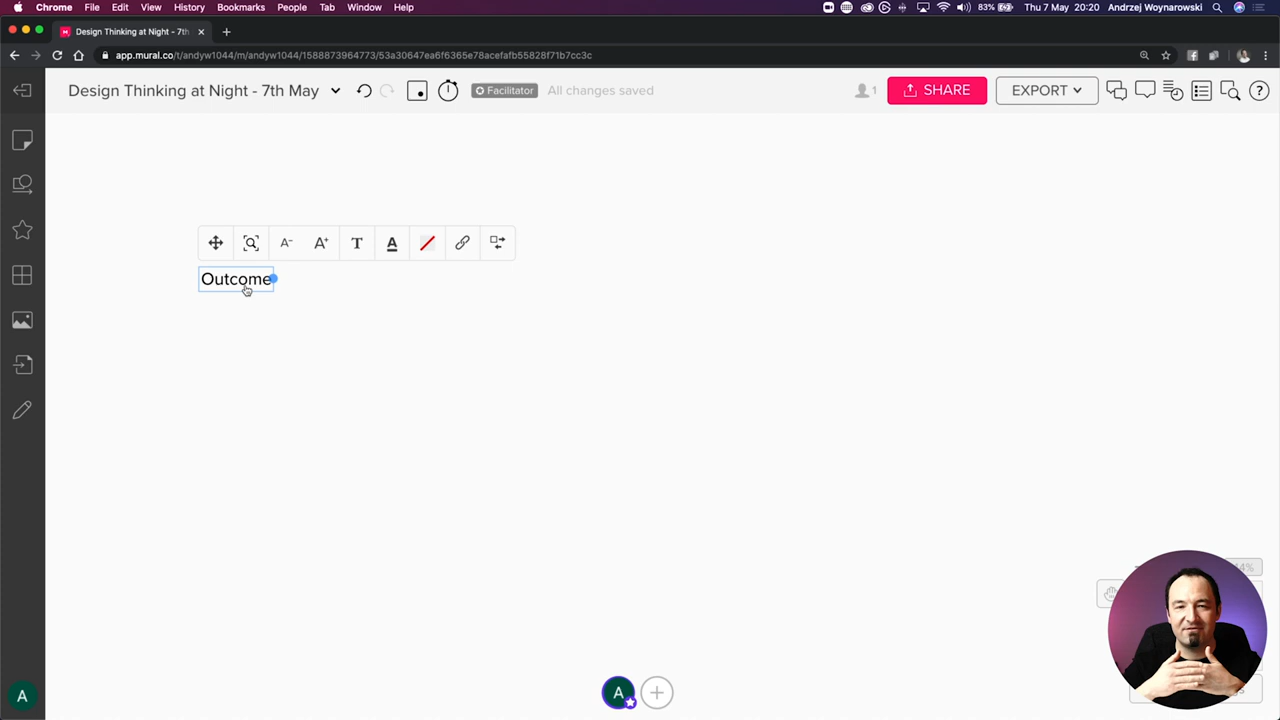 Chrome File Edit View History Bookmarks People Tab Window Help 83% Thu 7 May 20:20 Andrzej Woynarowski
Design Thinking at Night - 7th
app.mural.co/t/andyw1044/m/andyw1044/1588873964773/53a30647ea6f6365e78acefafb55828f71b7cc3c
Design Thinking at Night - 7th May Facilitator All changes saved 1 SHARE EXPORT ?
A- A+ T A
Outcome
A
A